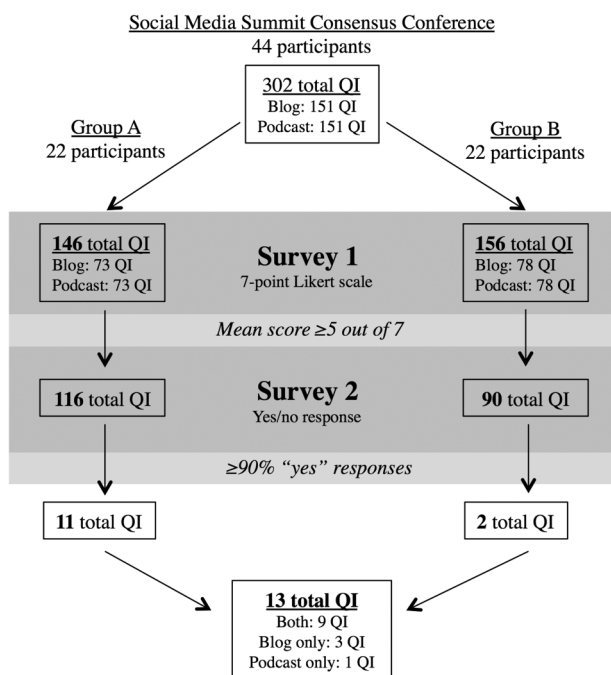 Social Media Summit Consensus Conference
44 participants
302 total QI
Blog: 151 QI
Podcast: 151 QI
Group A
22 participants
Group B
22 participants
146 total QI
Blog: 73 QI
Podcast: 73 QI
Survey 1
7-point Likert scale
156 total QI
Blog: 78 QI
Podcast: 78 QI
Mean score ≥5 out of 7
116 total QI
Survey 2
Yes/no response
90 total QI
≥90% “yes” responses
11 total QI
2 total QI
13 total QI
Both: 9 QI
Blog only: 3 QI
Podcast only: 1 QI